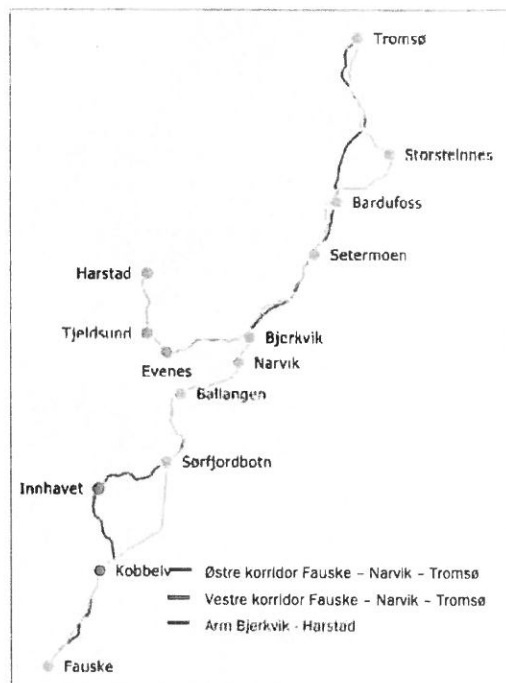 Tromsø
Storsteinnes
Bardufoss
Setermoen
Harstad
Tjeldsund
Bjerkvik
Evenes
Narvik
Ballangen
Sørfjordbotn
Innhavet
Kobbelv
Østre korridor Fauske – Narvik – Tromsø
Vestre korridor Fauske – Narvik – Tromsø
Arm Bjerkvik - Harstad
Fauske